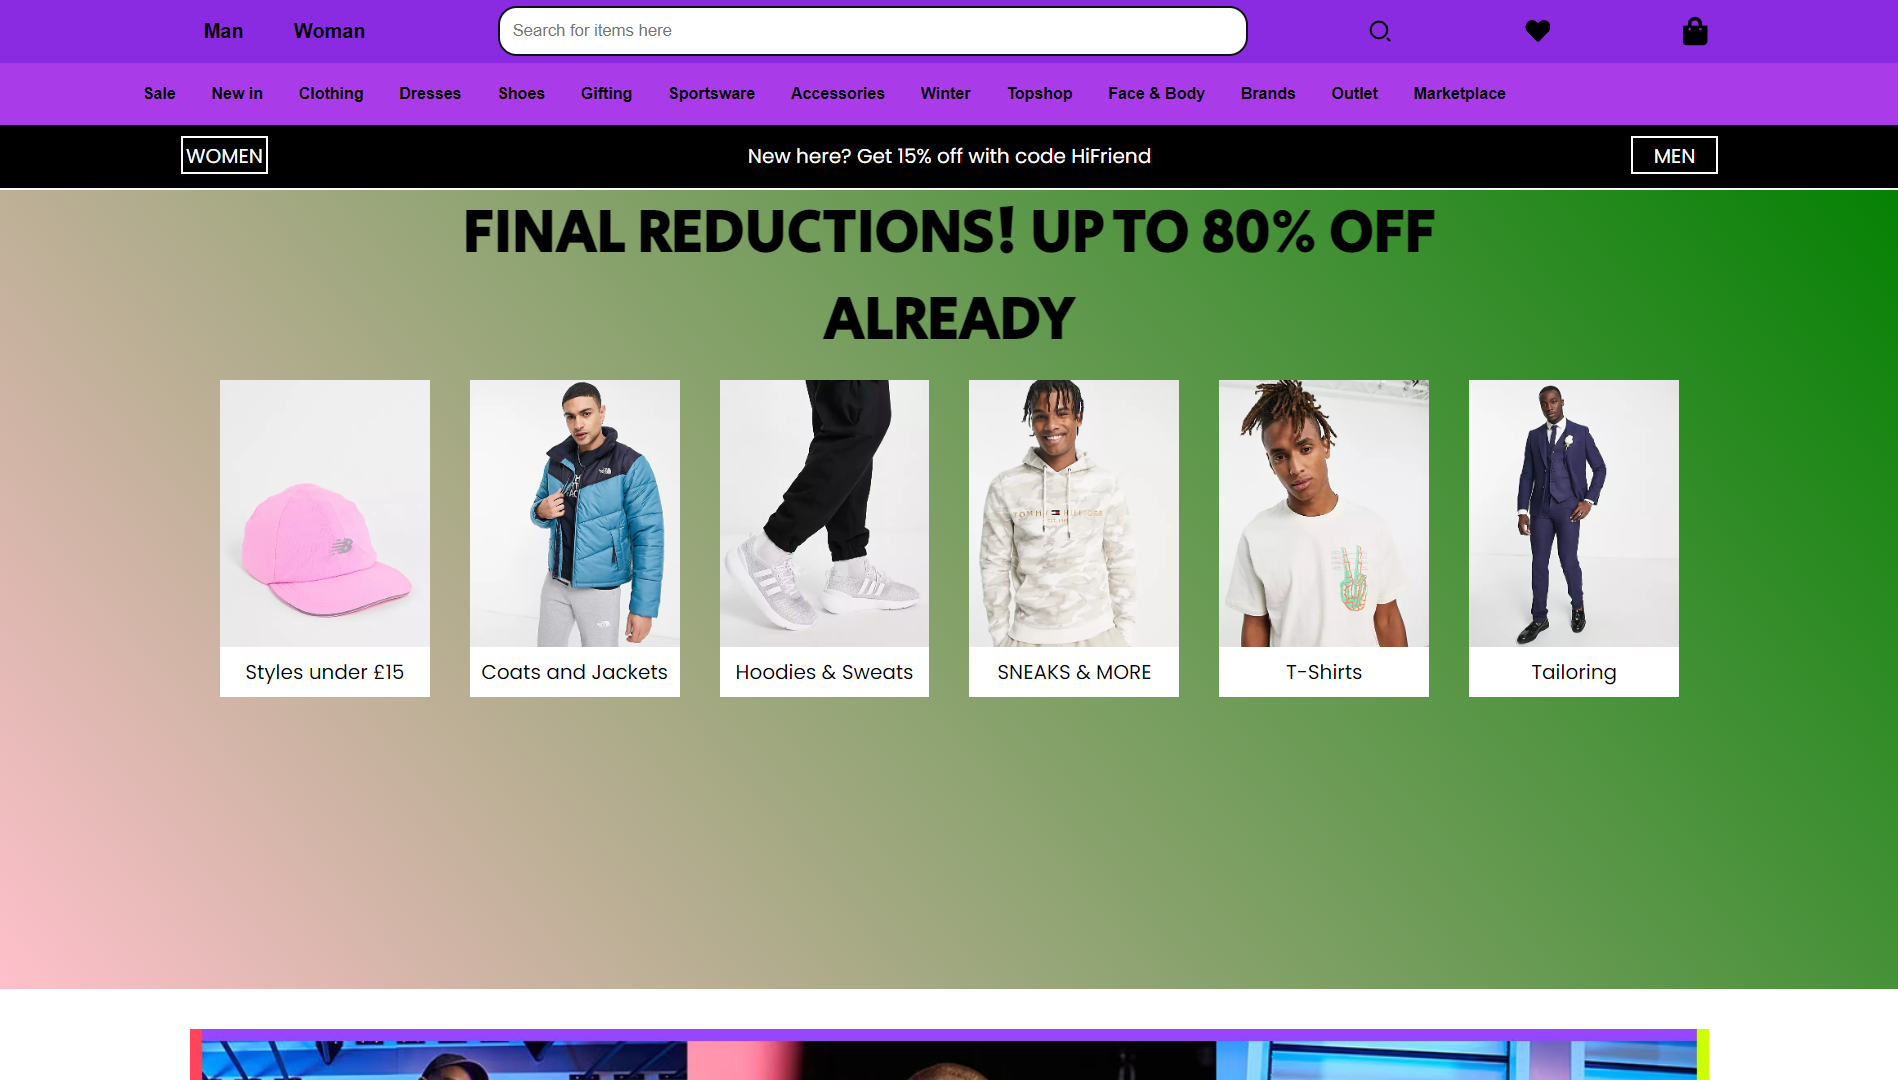 Man
Woman
Search for items here
Sale
New in
Clothing
Dresses
Shoes
Gifting
Sportsware
Accessories
Winter
Topshop
Face & Body
Brands
Outlet
Marketplace
WOMEN
New here? Get 15% off with code HiFriend
MEN
FINAL REDUCTIONS! UP TO 80% OFF
ALREADY
Styles under £15
Coats and Jackets
Hoodies & Sweats
SNEAKS & MORE
T-Shirts
Tailoring